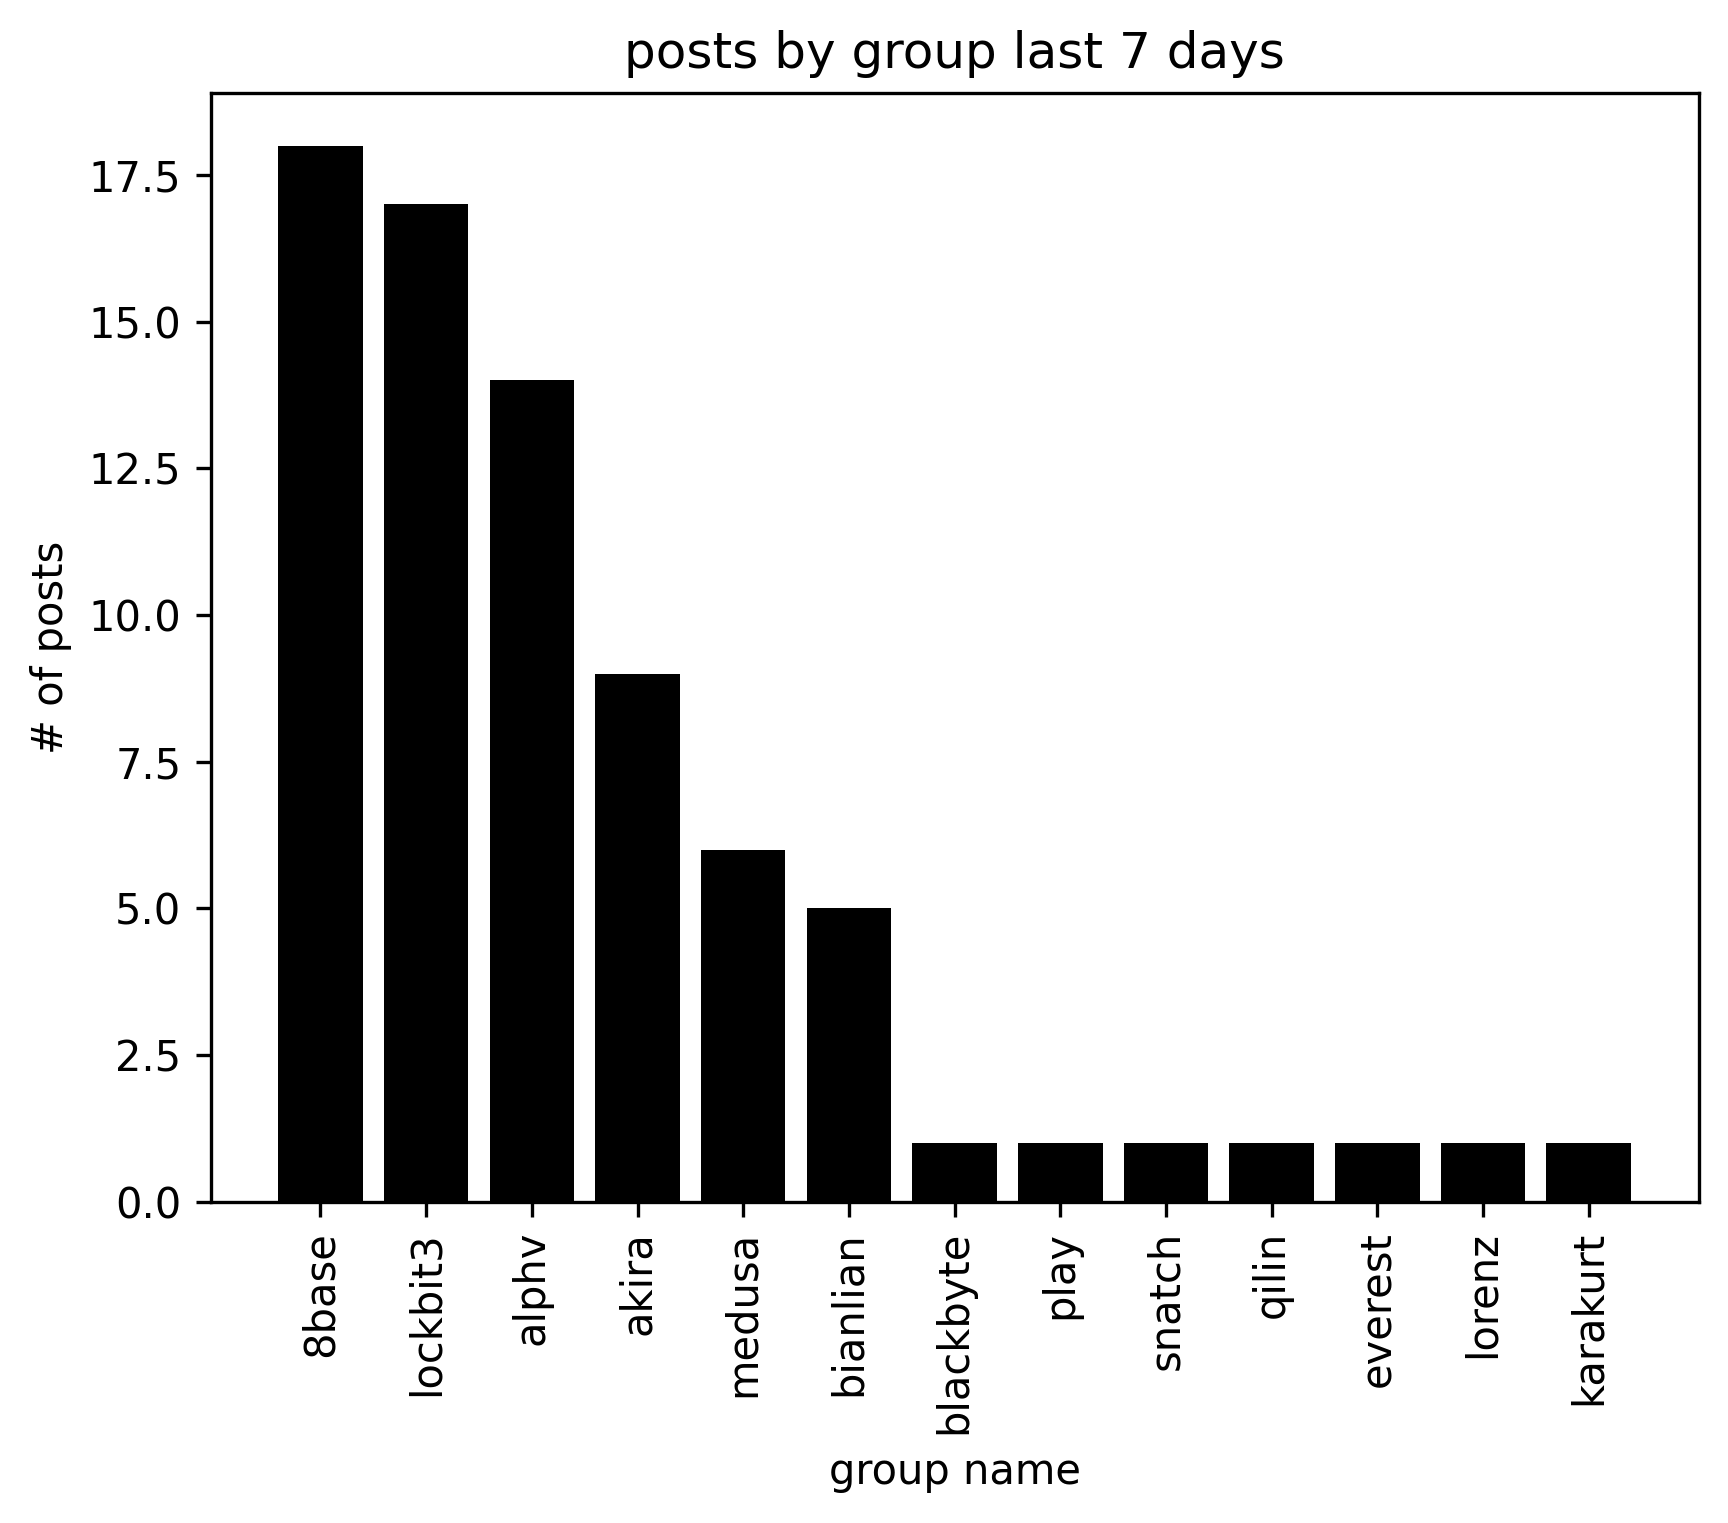 posts by group last 7 days
# of posts
17.5
15.0
12.5
10.0
7.5
5.0
2.5
0.0
8base
lockbit3
alphv
akira
medusa
bianlian
blackbyte
play
snatch
qilin
everest
lorenz
karakurt
group name